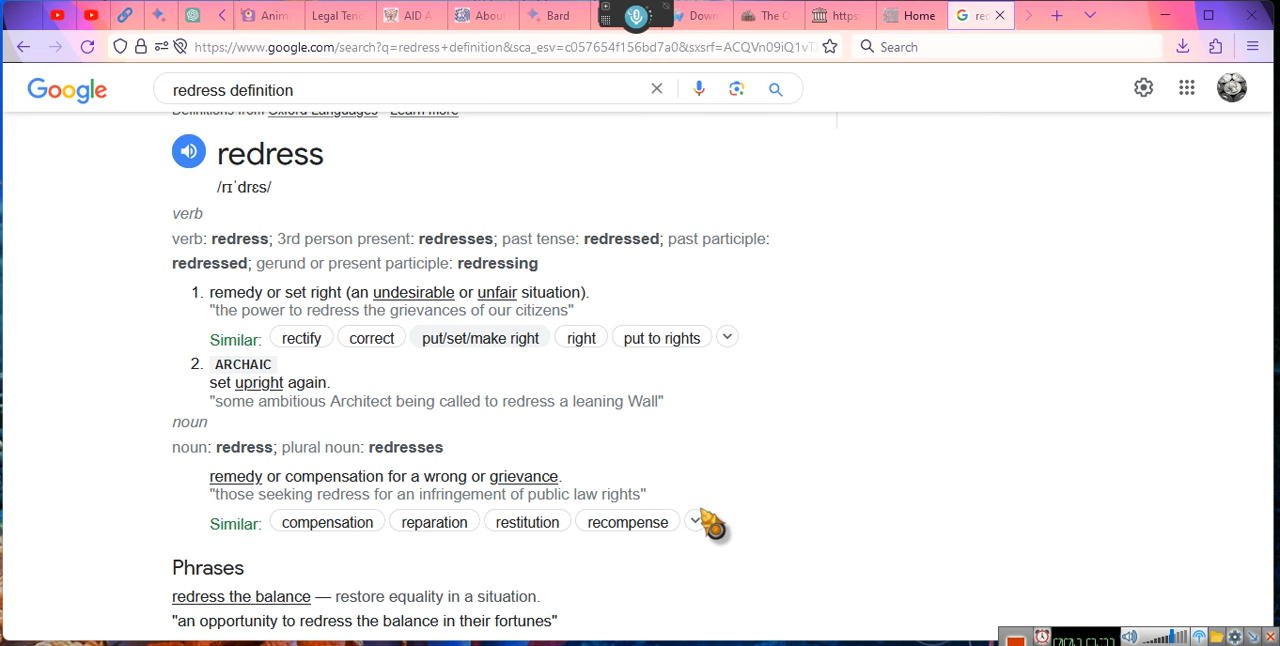 Anim
Legal Tend
AID A
Abou
Bard
Down
The C
https
Home
red
https://www.google.com/search?q=redress+definition&sca_esv=c057654f156bd7a0&sxsrf=ACQVn09iQ1vT
Search
Google
redress definition
Definitions from Oxford Languages · Learn more
redress
/rɪˈdrɛs/
verb
verb: redress; 3rd person present: redresses; past tense: redressed; past participle:
redressed; gerund or present participle: redressing
1. remedy or set right (an undesirable or unfair situation).
"the power to redress the grievances of our citizens"
Similar: rectify correct put/set/make right right put to rights
2. ARCHAIC
set upright again.
"some ambitious Architect being called to redress a leaning Wall"
noun
noun: redress; plural noun: redresses
remedy or compensation for a wrong or grievance.
"those seeking redress for an infringement of public law rights"
Similar: compensation reparation restitution recompense
Phrases
redress the balance — restore equality in a situation.
"an opportunity to redress the balance in their fortunes"